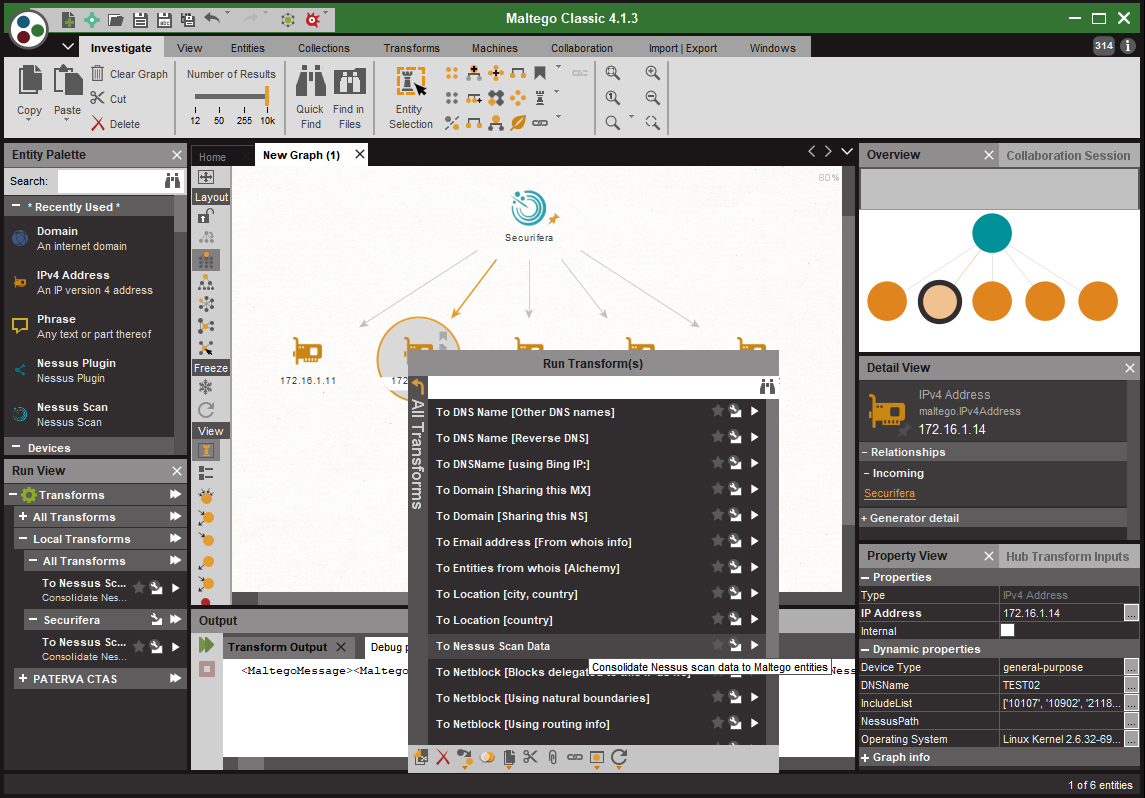 Maltego Classic 4.1.3
Investigate View Entities Collections Transforms Machines Collaboration Import | Export Windows
314
Copy
Paste
Clear Graph
Cut
Delete
Number of Results
12 50 255 10k
Quick Find
Find in Files
Entity Selection
Entity Palette
Search:
* Recently Used *
Domain
An internet domain
IPv4 Address
An IP version 4 address
Phrase
Any text or part thereof
Nessus Plugin
Nessus Plugin
Nessus Scan
Nessus Scan
Devices
Run View
Transforms
+ All Transforms
Local Transforms
All Transforms
To Nessus Sc...
Consolidate Nes...
Securifera
To Nessus Sc...
Consolidate Nes...
+ PATERVA CTAS
Home
New Graph (1)
Layout
Freeze
View
80%
Securifera
172.16.1.11
172
Run Transform(s)
All Transforms
To DNS Name [Other DNS names]
To DNS Name [Reverse DNS]
To DNSName [using Bing IP:]
To Domain [Sharing this MX]
To Domain [Sharing this NS]
To Email address [From whois info]
To Entities from whois [Alchemy]
To Location [city, country]
To Location [country]
To Nessus Scan Data
Consolidate Nessus scan data to Maltego entities
To Netblock [Blocks delegated to this IP as NS]
To Netblock [Using natural boundaries]
To Netblock [Using routing info]
Output
Transform Output
Debug p
<MaltegoMessage><Maltego
Ness
Overview
Collaboration Session
Detail View
IPv4 Address
maltego.IPv4Address
172.16.1.14
- Relationships
- Incoming
Securifera
+ Generator detail
Property View
Hub Transform Inputs
Properties
Type IPv4 Address
IP Address 172.16.1.14 ...
Internal
Dynamic properties
Device Type general-purpose ...
DNSName TEST02 ...
IncludeList ['10107', '10902', '2118... ...
NessusPath ...
Operating System Linux Kernel 2.6.32-69... ...
+ Graph info
1 of 6 entities